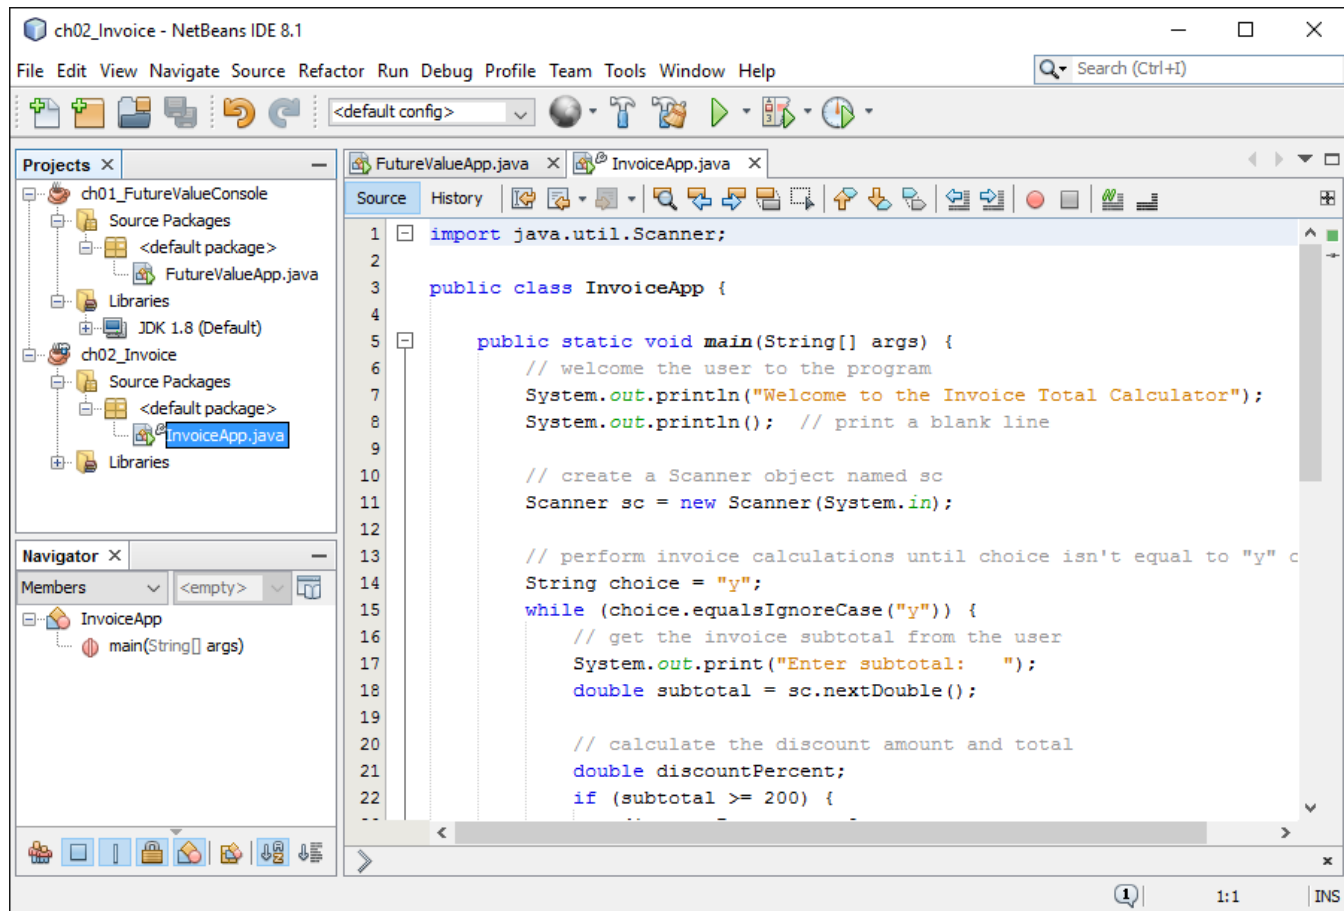 ch02_Invoice - NetBeans IDE 8.1
File Edit View Navigate Source Refactor Run Debug Profile Team Tools Window Help
Search (Ctrl+I)
<default config>
Projects
ch01_FutureValueConsole
Source Packages
<default package>
FutureValueApp.java
Libraries
JDK 1.8 (Default)
ch02_Invoice
Source Packages
<default package>
InvoiceApp.java
Libraries
Navigator
Members <empty>
InvoiceApp
main(String[] args)
FutureValueApp.java InvoiceApp.java
Source History
1 import java.util.Scanner;
2
3 public class InvoiceApp {
4
5 public static void main(String[] args) {
6 // welcome the user to the program
7 System.out.println("Welcome to the Invoice Total Calculator");
8 System.out.println(); // print a blank line
9
10 // create a Scanner object named sc
11 Scanner sc = new Scanner(System.in);
12
13 // perform invoice calculations until choice isn't equal to "y"
14 String choice = "y";
15 while (choice.equalsIgnoreCase("y")) {
16 // get the invoice subtotal from the user
17 System.out.print("Enter subtotal:   ");
18 double subtotal = sc.nextDouble();
19
20 // calculate the discount amount and total
21 double discountPercent;
22 if (subtotal >= 200) {
1 1:1 INS